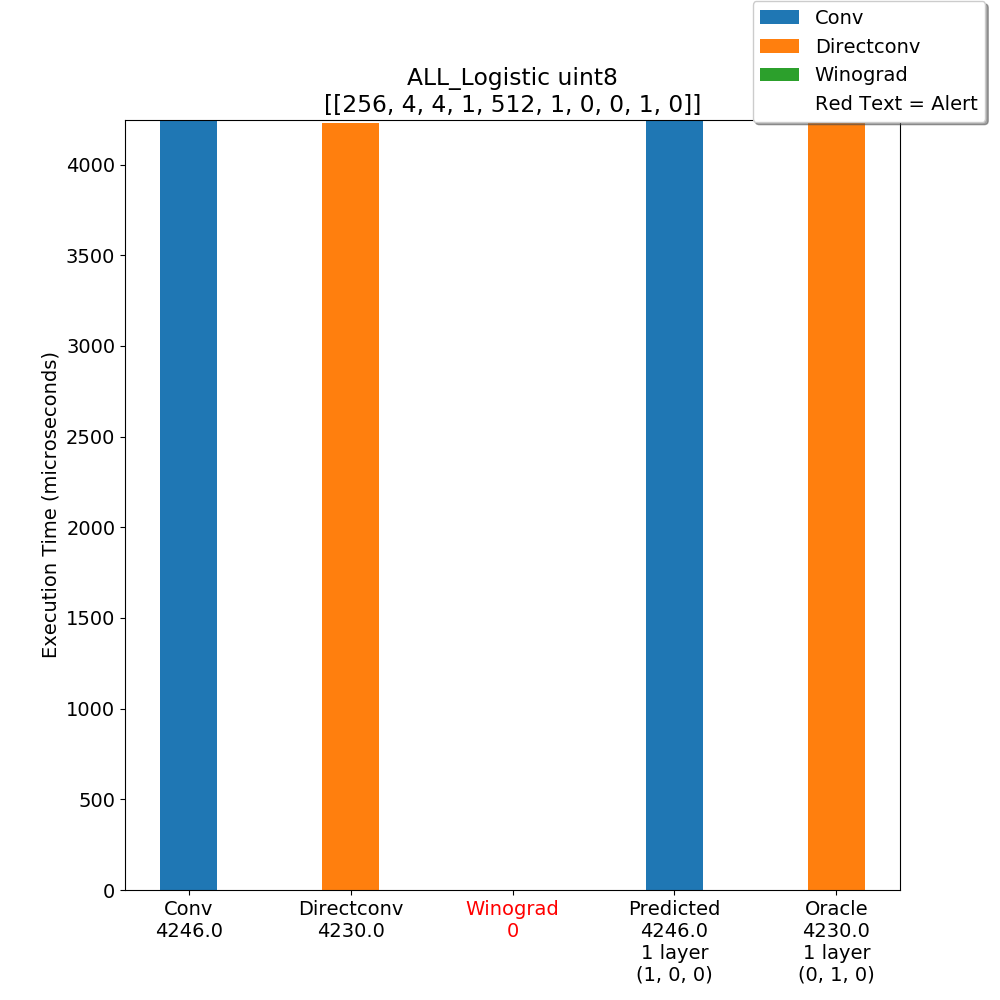 Conv
Directconv
Winograd
Red Text = Alert
ALL_Logistic uint8
[[256, 4, 4, 1, 512, 1, 0, 0, 1, 0]]
Execution Time (microseconds)
4000
3500
3000
2500
2000
1500
1000
500
0
Conv
4246.0
Directconv
4230.0
Winograd
0
Predicted
4246.0
1 layer
(1, 0, 0)
Oracle
4230.0
1 layer
(0, 1, 0)